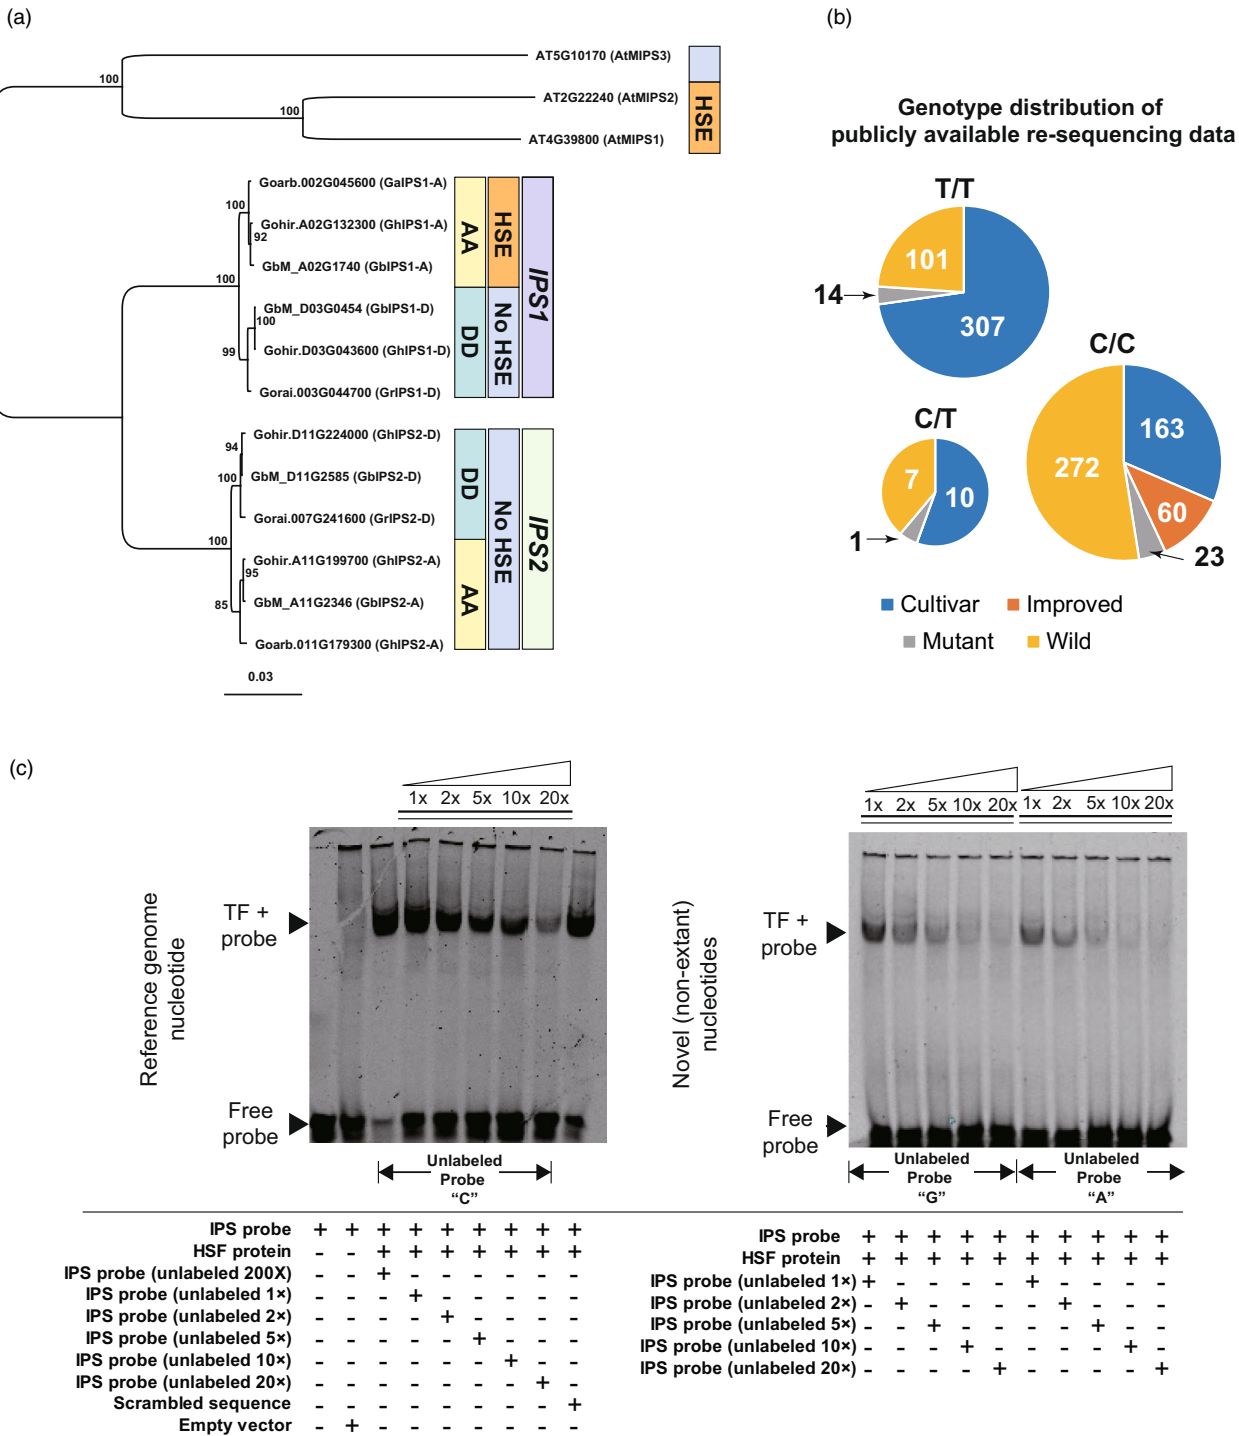 (a)
100
AT5G10170 (AtMIPS3)
100
AT2G22240 (AtMIPS2)
AT4G39800 (AtMIPS1)
HSE
Goarb.002G045600 (GaIPS1-A)
100
Gohir.A02G132300 (GhIPS1-A)
92
GbM_A02G1740 (GbIPS1-A)
100
GbM_D03G0454 (GbIPS1-D)
100
Gohir.D03G043600 (GhIPS1-D)
99
Gorai.003G044700 (GrIPS1-D)
AA
HSE
IPS1
DD
No HSE
Gohir.D11G224000 (GhIPS2-D)
94
GbM_D11G2585 (GbIPS2-D)
100
Gorai.007G241600 (GrIPS2-D)
100
Gohir.A11G199700 (GhIPS2-A)
95
GbM_A11G2346 (GbIPS2-A)
85
Goarb.011G179300 (GhIPS2-A)
DD
No HSE
IPS2
AA
0.03
(b)
Genotype distribution of
publicly available re-sequencing data
T/T
101
14
307
C/C
163
272
60
23
C/T
7
10
1
Cultivar
Improved
Mutant
Wild
(c)
1x 2x 5x 10x 20x
Reference genome
nucleotide
TF +
probe
Free
probe
Unlabeled
Probe
"C"
1x 2x 5x 10x 20x 1x 2x 5x 10x 20x
Novel (non-extant)
nucleotides
TF +
probe
Free
probe
Unlabeled
Probe
"G"
Unlabeled
Probe
"A"
IPS probe + + + + + + + + +
HSF protein - - + + + + + + +
IPS probe (unlabeled 200X) - - + - - - - - -
IPS probe (unlabeled 1×) - - - + - - - - -
IPS probe (unlabeled 2×) - - - - + - - - -
IPS probe (unlabeled 5×) - - - - - + - - -
IPS probe (unlabeled 10×) - - - - - - + - -
IPS probe (unlabeled 20×) - - - - - - - + -
Scrambled sequence - - - - - - - - +
Empty vector - + - - - - - - -
IPS probe + + + + + + + + + +
HSF protein + + + + + + + + + +
IPS probe (unlabeled 1×) + - - - - + - - - -
IPS probe (unlabeled 2×) - + - - - - + - - -
IPS probe (unlabeled 5×) - - + - - - - + - -
IPS probe (unlabeled 10×) - - - + - - - - + -
IPS probe (unlabeled 20×) - - - - + - - - - +